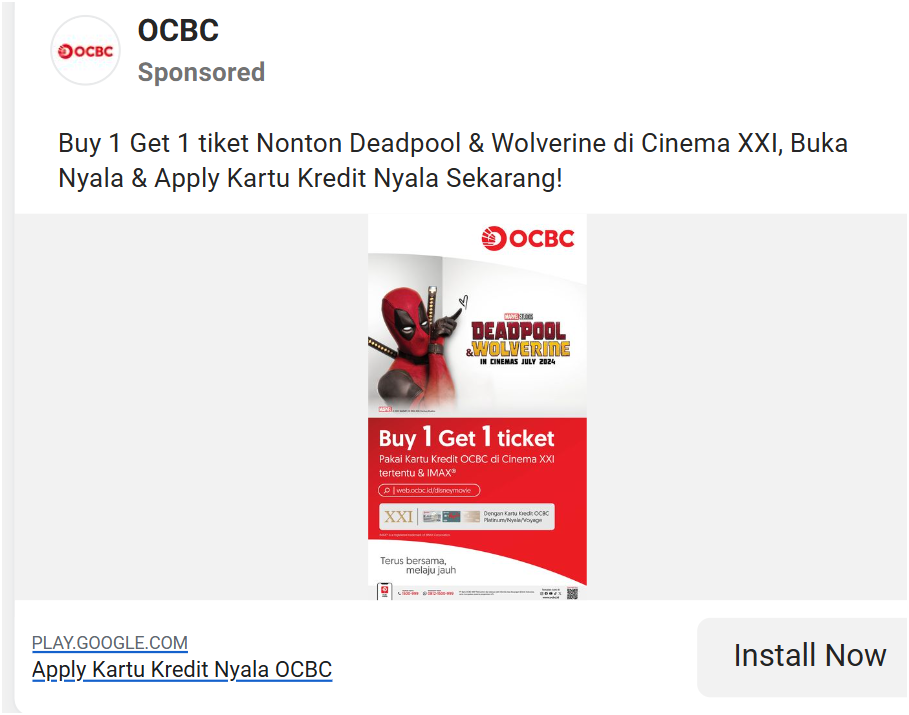 OCBC
OCBC
Sponsored
Buy 1 Get 1 tiket Nonton Deadpool & Wolverine di Cinema XXI, Buka
Nyala & Apply Kartu Kredit Nyala Sekarang!
OCBC
MARVEL STUDIOS
DEADPOOL
& WOLVERINE
IN CINEMAS JULY 2024
MARVEL
Buy 1 Get 1 ticket
Pakai Kartu Kredit OCBC di Cinema XXI
tertentu & IMAX®
web.ocbc.id/disneymovie
XXI
Dengan Kartu Kredit OCBC
Platinum/Nyala/Voyage
Terus bersama,
melaju jauh
PLAY.GOOGLE.COM
Apply Kartu Kredit Nyala OCBC
Install Now